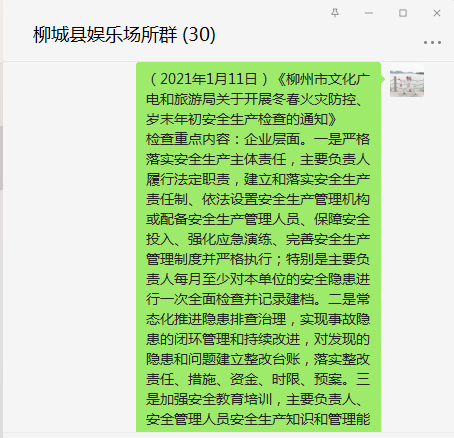 柳城县娱乐场所群 (30)
（2021年1月11日）《柳州市文化广
电和旅游局关于开展冬春火灾防控、
岁末年初安全生产检查的通知》
检查重点内容：企业层面。一是严格
落实安全生产主体责任，主要负责人
履行法定职责，建立和落实安全生产
责任制、依法设置安全生产管理机构
或配备安全生产管理人员、保障安全
投入、强化应急演练、完善安全生产
管理制度并严格执行；特别是主要负
责人每月至少对本单位的安全隐患进
行一次全面检查并记录建档。二是常
态化推进隐患排查治理，实现事故隐
患的闭环管理和持续改进，对发现的
隐患和问题建立整改台账，落实整改
责任、措施、资金、时限、预案。三
是加强安全教育培训，主要负责人、
安全管理人员安全生产知识和管理能